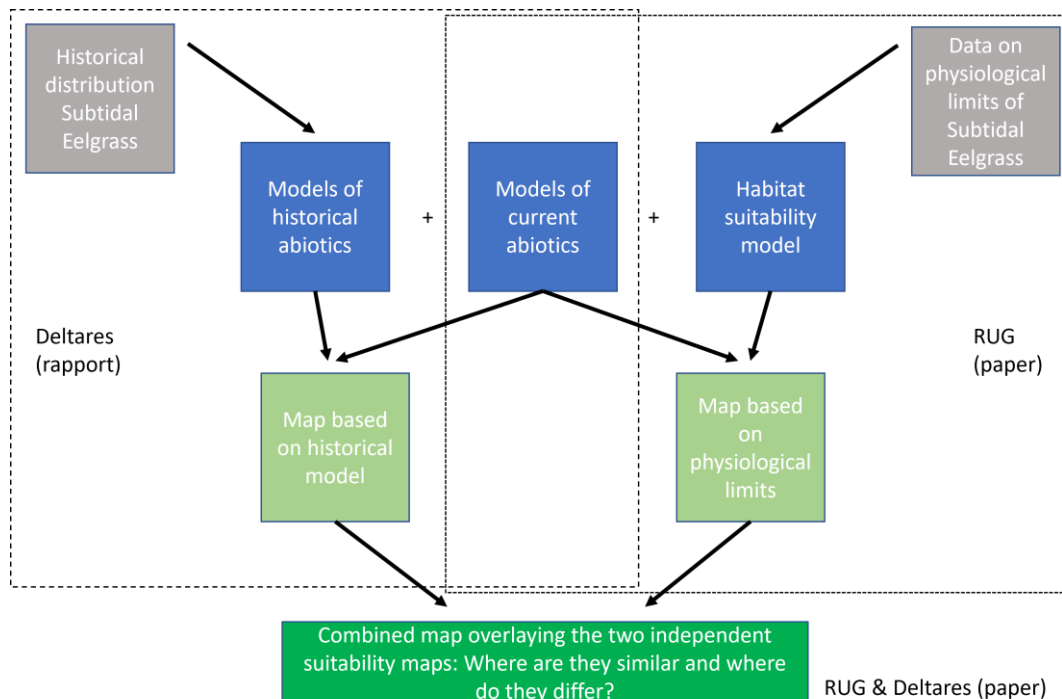 Historical
distribution
Subtidal
Eelgrass
Data on
physiological
limits of
Subtidal
Eelgrass
Models of
historical
abiotics
+
Models of
current
abiotics
+
Habitat
suitability
model
Deltares
(rapport)
RUG
(paper)
Map based
on historical
model
Map based
on
physiological
limits
Combined map overlaying the two independent
suitability maps: Where are they similar and where
do they differ?
RUG & Deltares (paper)